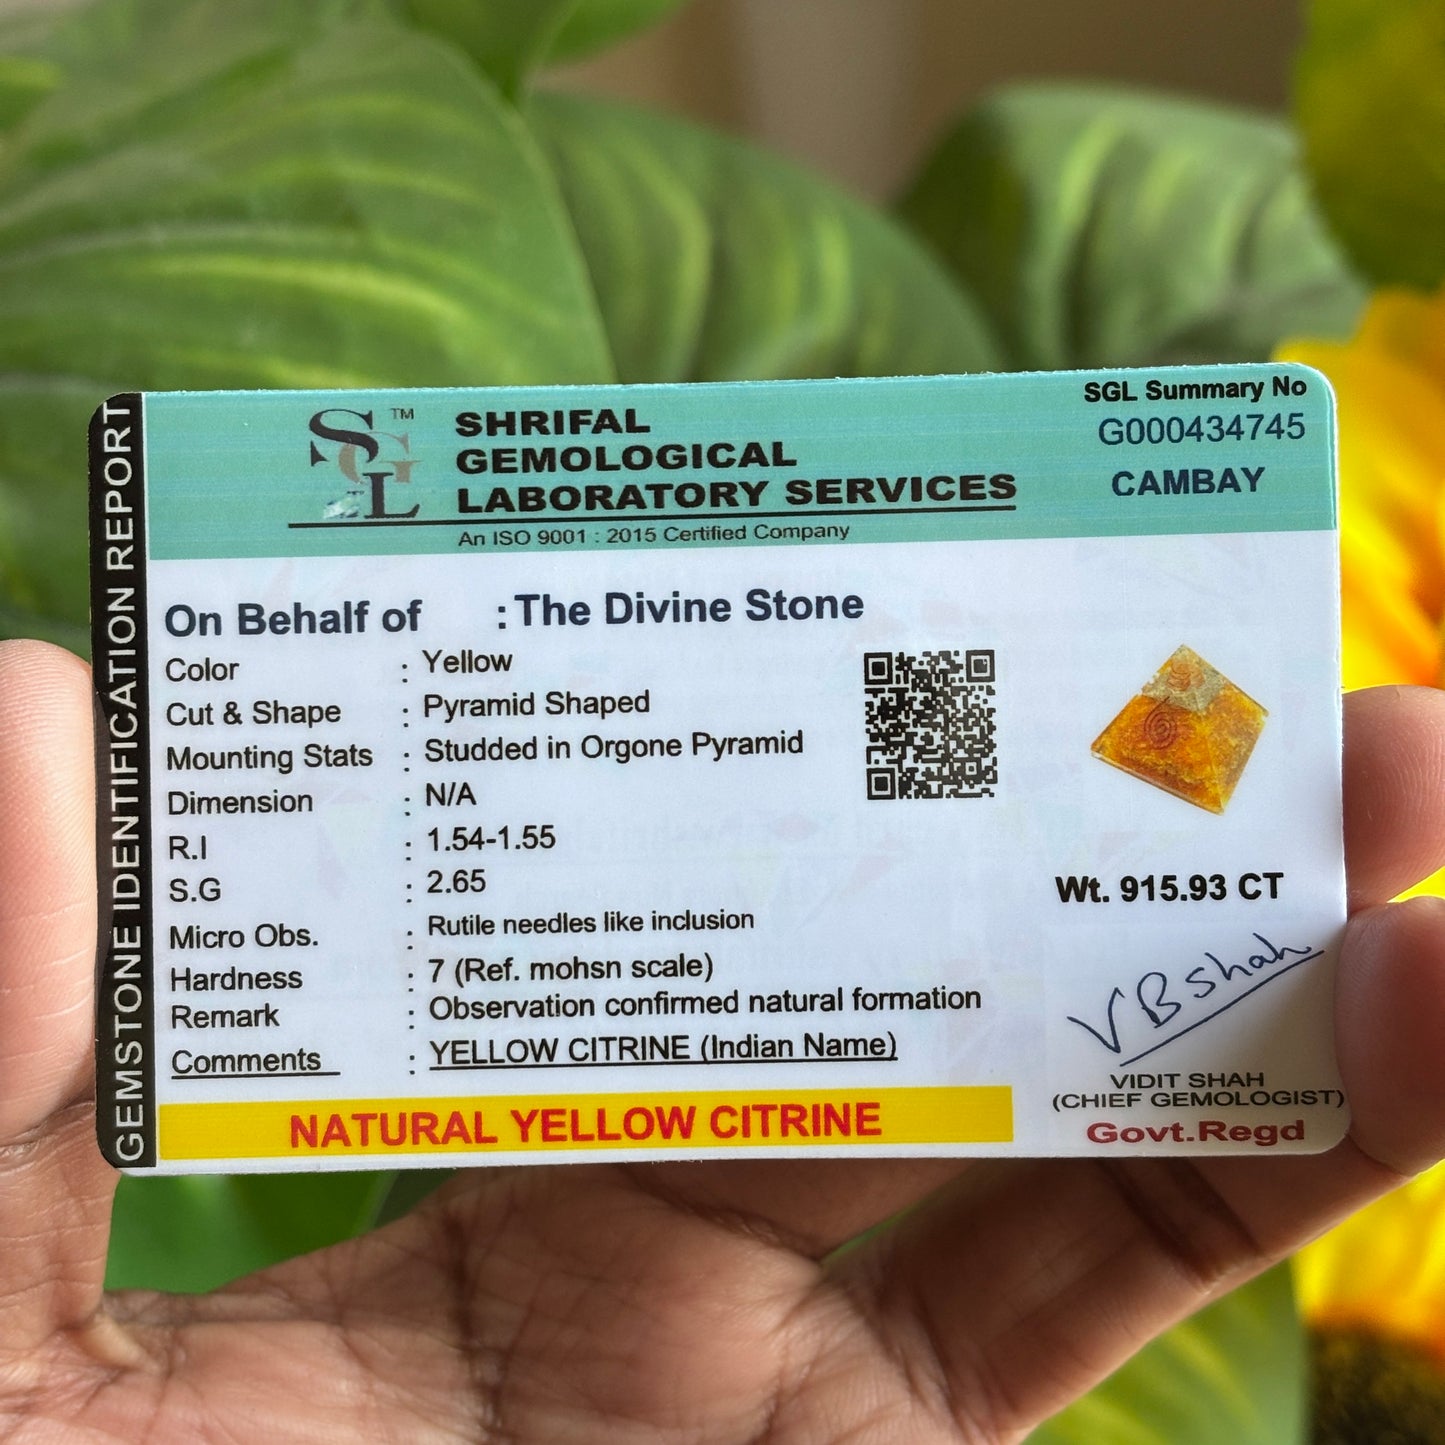 GEMSTONE IDENTIFICATION REPORT
SGL TM
SHRIFAL
GEMOLOGICAL
LABORATORY SERVICES
An ISO 9001 : 2015 Certified Company
SGL Summary No
G000434745
CAMBAY
On Behalf of : The Divine Stone
Color : Yellow
Cut & Shape : Pyramid Shaped
Mounting Stats : Studded in Orgone Pyramid
Dimension : N/A
R.I : 1.54-1.55
S.G : 2.65
Micro Obs. : Rutile needles like inclusion
Hardness : 7 (Ref. mohsn scale)
Remark : Observation confirmed natural formation
Comments : YELLOW CITRINE (Indian Name)
NATURAL YELLOW CITRINE
Wt. 915.93 CT
VBshah
VIDIT SHAH
(CHIEF GEMOLOGIST)
Govt.Regd